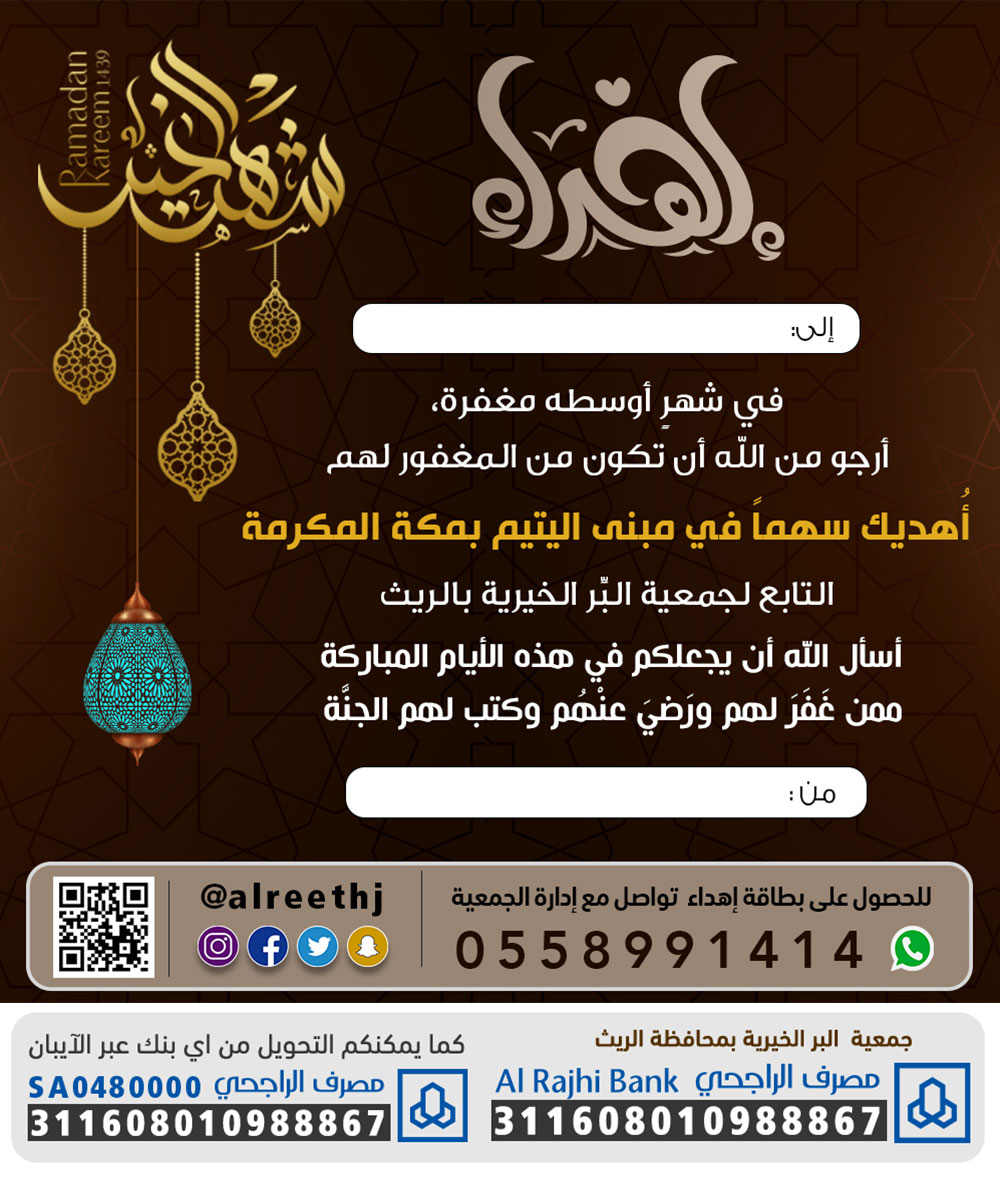 إهداء
شهر الخير
Ramadan
Kareem 1439
إلى:
في شهرٍ أوسطه مغفرة،
أرجو من الله أن تكون من المغفور لهم
أُهديك سهماً في مبنى اليتيم بمكة المكرمة
التابع لجمعية البِّر الخيرية بالريث
أسأل الله أن يجعلكم في هذه الأيام المباركة
ممن غَفَرَ لهم ورَضيَ عنْهُم وكتب لهم الجنَّة
من :
للحصول على بطاقة إهداء تواصل مع إدارة الجمعية
0558991414
@alreethj
جمعية البر الخيرية بمحافظة الريث
مصرف الراجحي Al Rajhi Bank
311608010988867
كما يمكنكم التحويل من اي بنك عبر الآيبان
مصرف الراجحي SA0480000
311608010988867